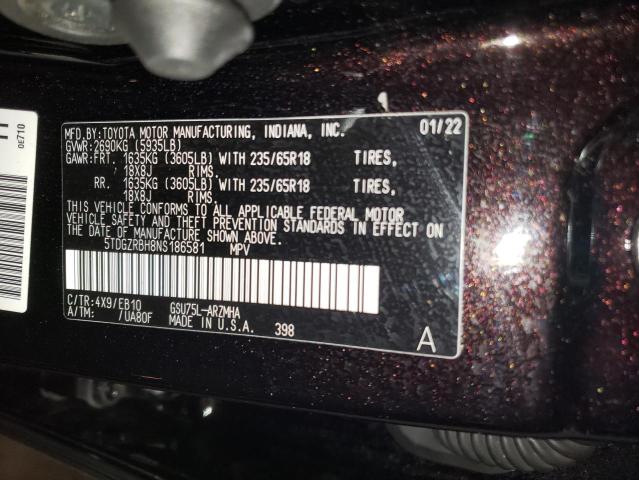 MFD.BY:TOYOTA MOTOR MANUFACTURING, INDIANA, INC. 01/22
GVWR:2690KG (5935LB)
GAWR:FRT. 1635KG (3605LB) WITH 235/65R18 TIRES,
18X8J RIMS.
RR. 1635KG (3605LB) WITH 235/65R18 TIRES,
18X8J RIMS.
THIS VEHICLE CONFORMS TO ALL APPLICABLE FEDERAL MOTOR
VEHICLE SAFETY AND THEFT PREVENTION STANDARDS IN EFFECT ON
THE DATE OF MANUFACTURE SHOWN ABOVE.
5TDGZRBH8NS186581 MPV
C/TR:4X9/EB10 GSU75L-ARZMHA
A/TM: /UA80F MADE IN U.S.A. 398
A
0E710